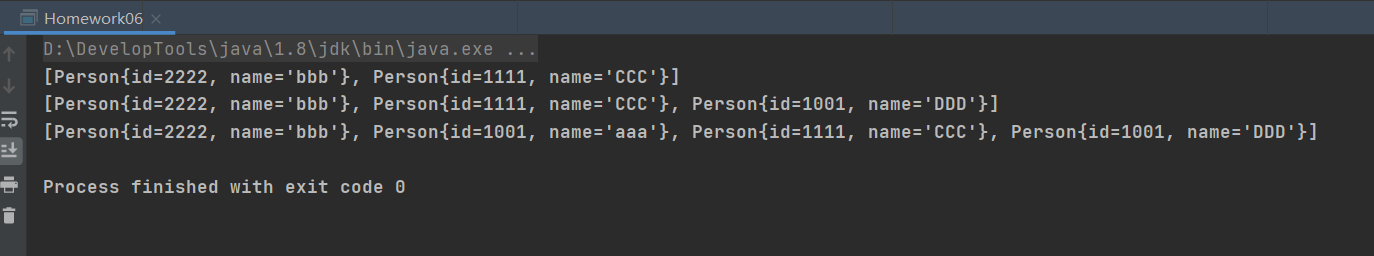 Homework06
D:\DevelopTools\java\1.8\jdk\bin\java.exe ...
[Person{id=2222, name='bbb'}, Person{id=1111, name='CCC'}]
[Person{id=2222, name='bbb'}, Person{id=1111, name='CCC'}, Person{id=1001, name='DDD'}]
[Person{id=2222, name='bbb'}, Person{id=1001, name='aaa'}, Person{id=1111, name='CCC'}, Person{id=1001, name='DDD'}]
Process finished with exit code 0